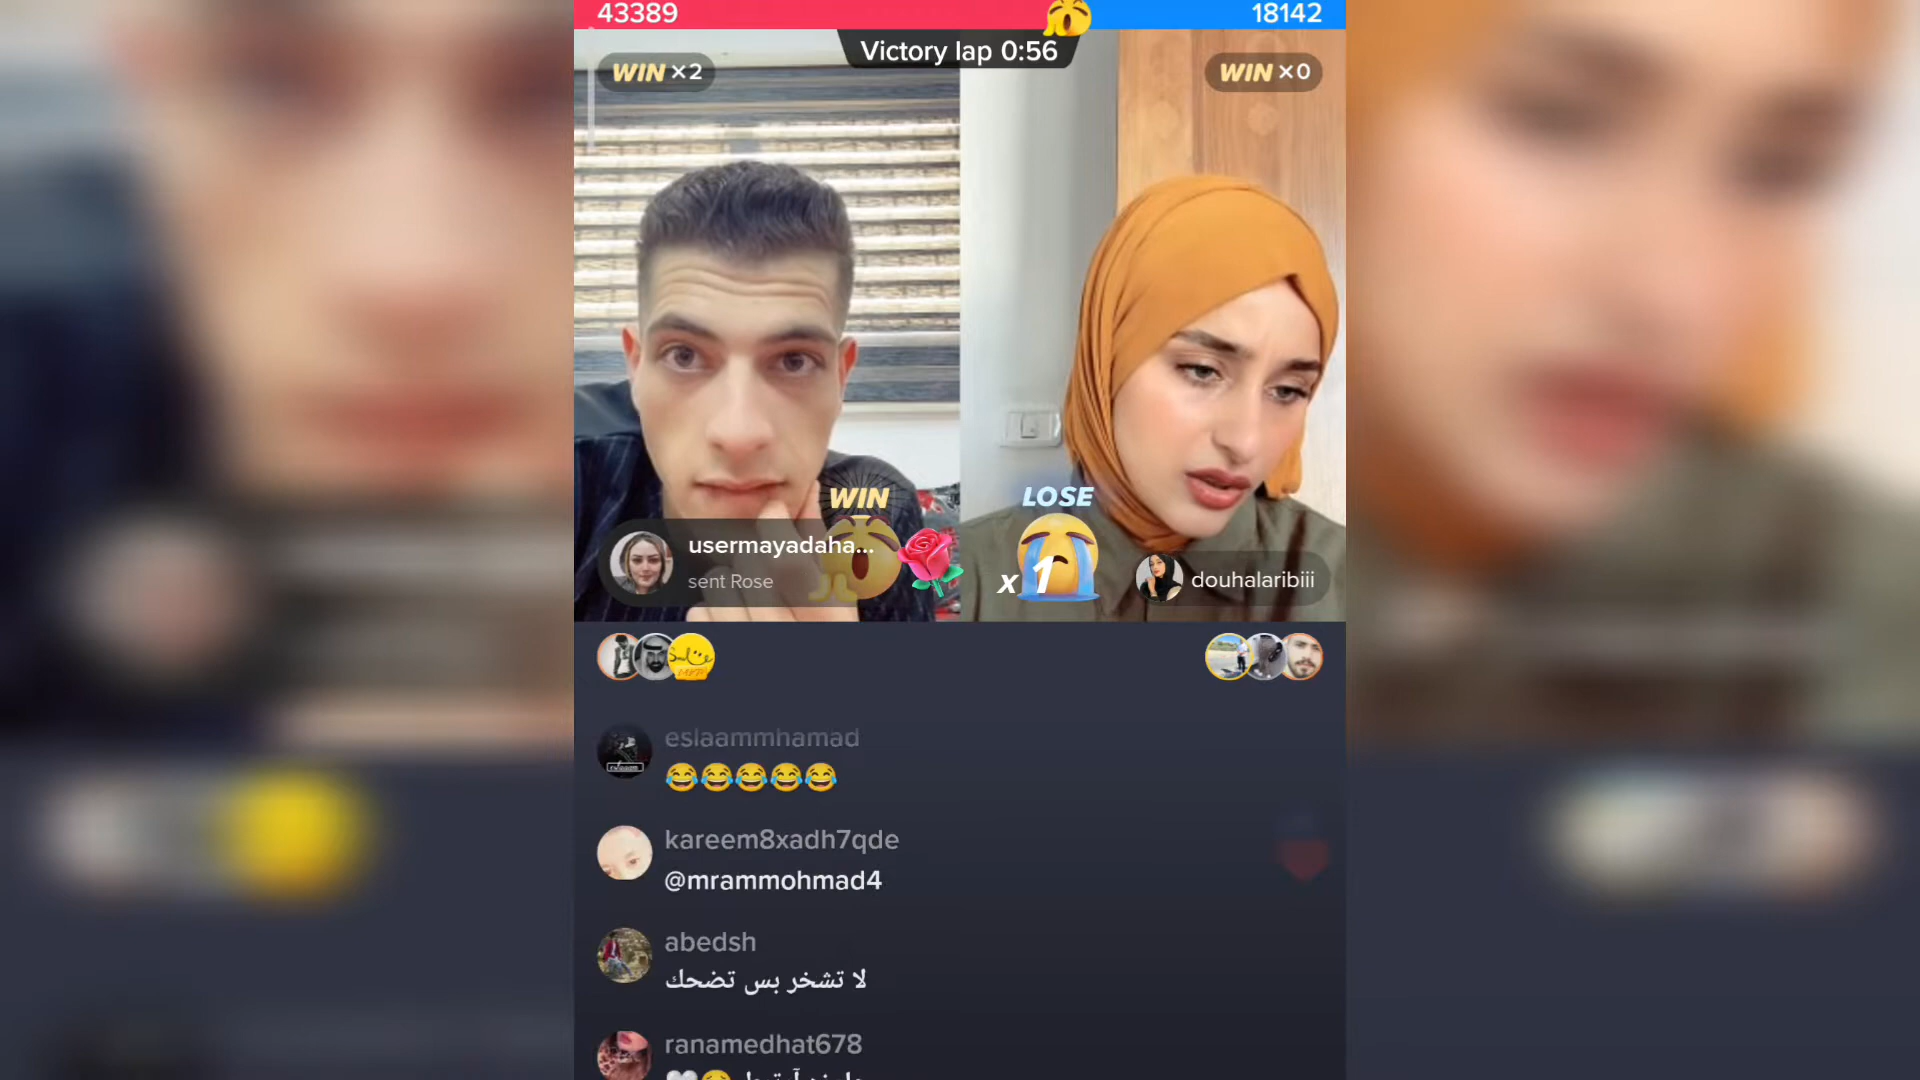 43389
18142
Victory lap 0:56
WIN ×2
WIN ×0
WIN
LOSE
usermayadaha...
sent Rose
x 1
douhalaribiii
eslaammhamad
😂😂😂😂😂
kareem8xadh7qde
@mrammohmad4
abedsh
لا تشخر بس تضحك
ranamedhat678